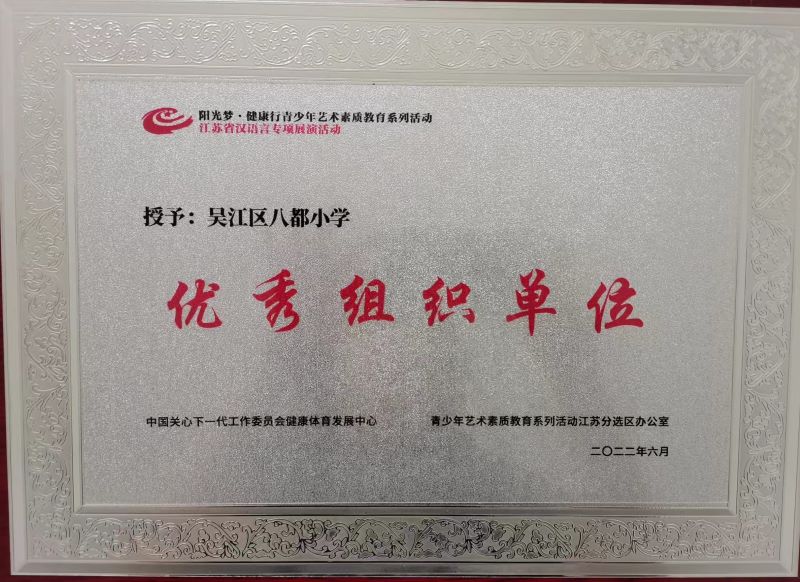 阳光梦·健康行青少年艺术素质教育系列活动
江苏省汉语言专项展演活动
授予：吴江区八都小学
优秀组织单位
中国关心下一代工作委员会健康体育发展中心
青少年艺术素质教育系列活动江苏分选区办公室
二〇二二年六月